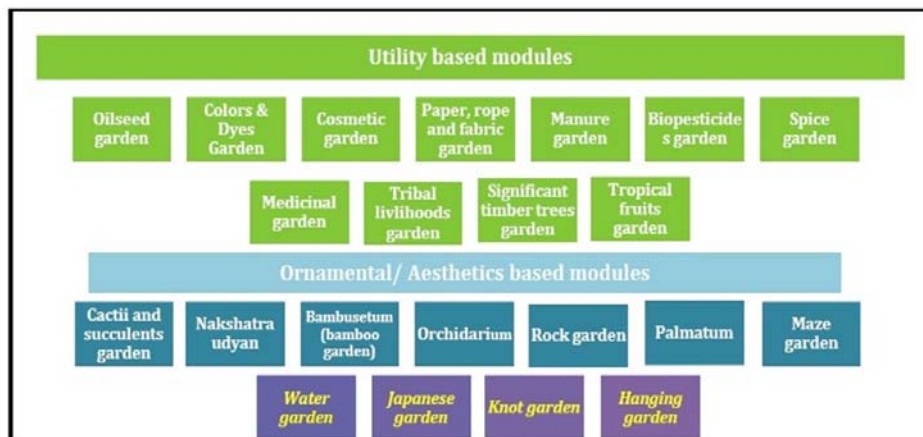 Utility based modules
Oilseed
garden
Colors &
Dyes
Garden
Cosmetic
garden
Paper, rope
and fabric
garden
Manure
garden
Biopesticide
s garden
Spice
garden
Medicinal
garden
Tribal
livlihoods
garden
Significant
timber trees
garden
Tropical
fruits
garden
Ornamental/ Aesthetics based modules
Cactii and
succulents
garden
Nakshatra
udyan
Bambusetum
(bamboo
garden)
Orchidarium
Rock garden
Palmatum
Maze
garden
Water
garden
Japanese
garden
Knot garden
Hanging
garden